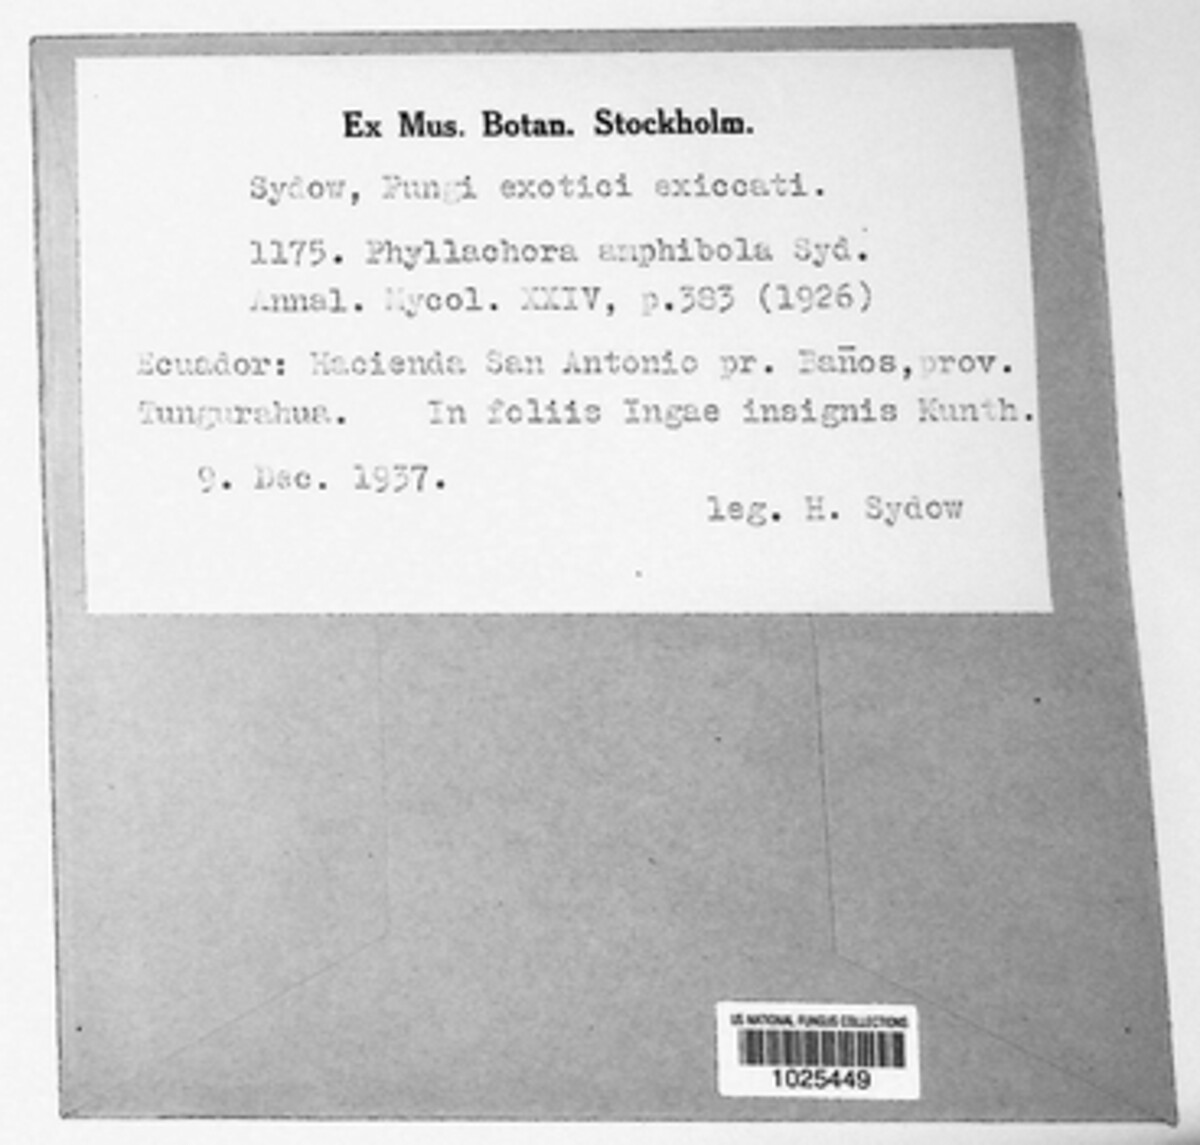 Ex Mus. Botan. Stockholm.
Sydow, Fungi exotici exiccati.
1175. Phyllachora amphibola Syd.
Annal. Mycol. XXIV, p.383 (1926)
Ecuador: Hacienda San Antonio pr. Baños, prov.
Tungurahua. In foliis Ingae insignis Kunth.
9. Dec. 1937.
leg. H. Sydow
US NATIONAL FUNGUS COLLECTIONS
1025449